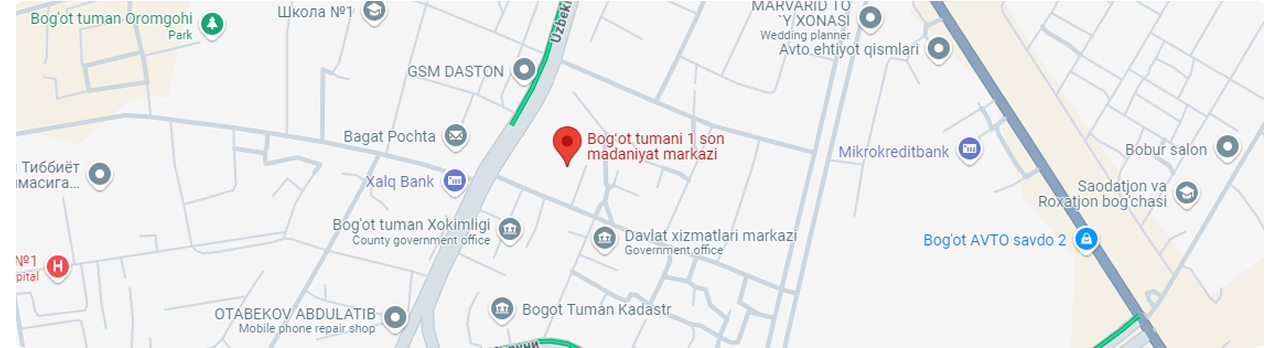 Bog'ot tuman Oromgohi
Park
Школа №1
Uzbeki
MARVARID TO
`Y XONASI
Wedding planner
Avto ehtiyot qismlari
GSM DASTON
Bagat Pochta
Bog'ot tumani 1 son
madaniyat markazi
Mikrokreditbank
Bobur salon
Тиббиёт
имасига...
Xalq Bank
Saodatjon va
Roxatjon bog'chasi
Bog'ot tuman Xokimligi
County government office
Davlat xizmatlari markazi
Government office
Bog'ot AVTO savdo 2
№1
pital
H
OTABEKOV ABDULATIB
Mobile phone repair shop
Bogot Tuman Kadastr